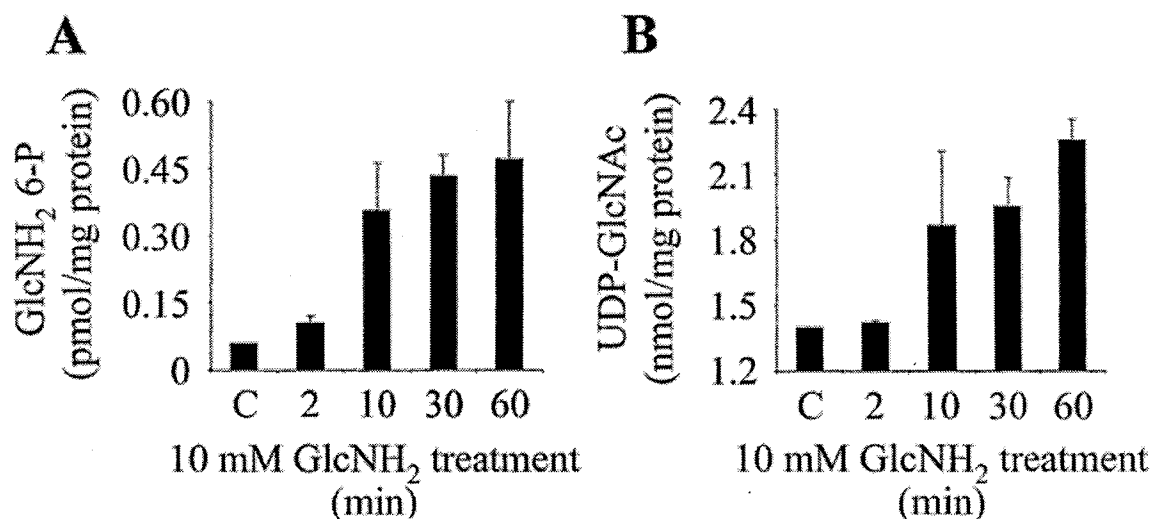 A
GlcNH₂ 6-P
(pmol/mg protein)
0.60
0.45
0.30
0.15
0
C 2 10 30 60
10 mM GlcNH₂ treatment
(min)
B
UDP-GlcNAc
(nmol/mg protein)
2.4
2.1
1.8
1.5
1.2
C 2 10 30 60
10 mM GlcNH₂ treatment
(min)